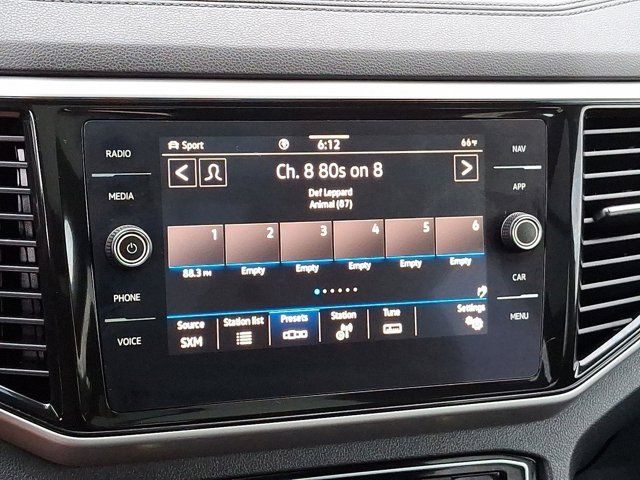 RADIO
MEDIA
PHONE
VOICE
Sport
6:12
66°F
Ch. 8 80s on 8
Def Leppard
Animal (87)
1 2 3 4 5 6
88.3 FM Empty Empty Empty Empty Empty
Source Station list Presets Station Tune Settings
SXM
NAV
APP
CAR
MENU